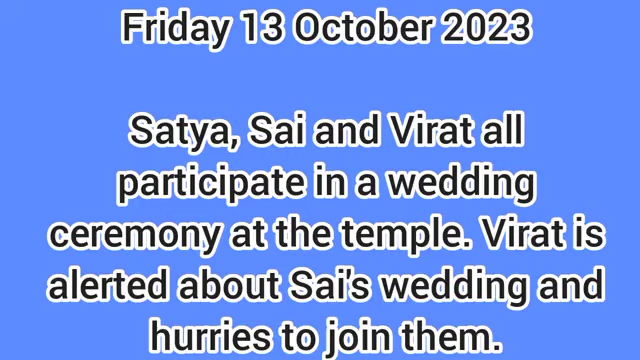 Friday 13 October 2023
Satya, Sai and Virat all
participate in a wedding
ceremony at the temple. Virat is
alerted about Sai's wedding and
hurries to join them.